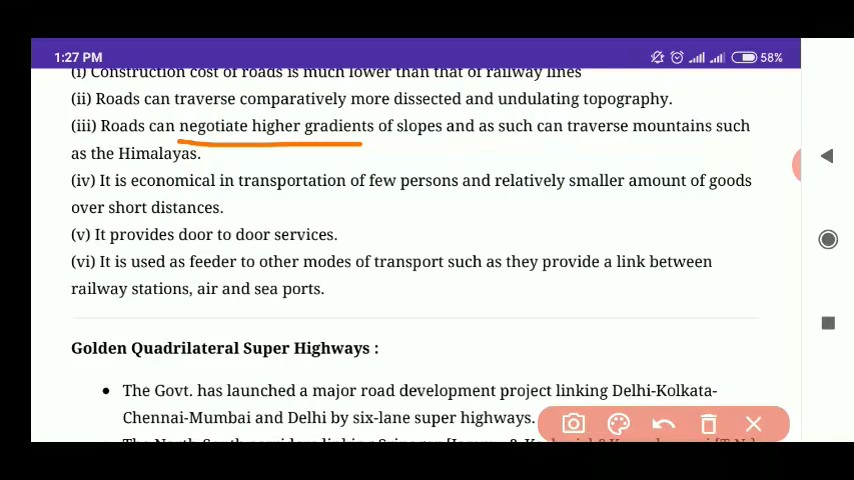 1:27 PM
58%
(i) Construction cost of roads is much lower than that of railway lines
(ii) Roads can traverse comparatively more dissected and undulating topography.
(iii) Roads can negotiate higher gradients of slopes and as such can traverse mountains such
as the Himalayas.
(iv) It is economical in transportation of few persons and relatively smaller amount of goods
over short distances.
(v) It provides door to door services.
(vi) It is used as feeder to other modes of transport such as they provide a link between
railway stations, air and sea ports.
Golden Quadrilateral Super Highways :
• The Govt. has launched a major road development project linking Delhi-Kolkata-
Chennai-Mumbai and Delhi by six-lane super highways.